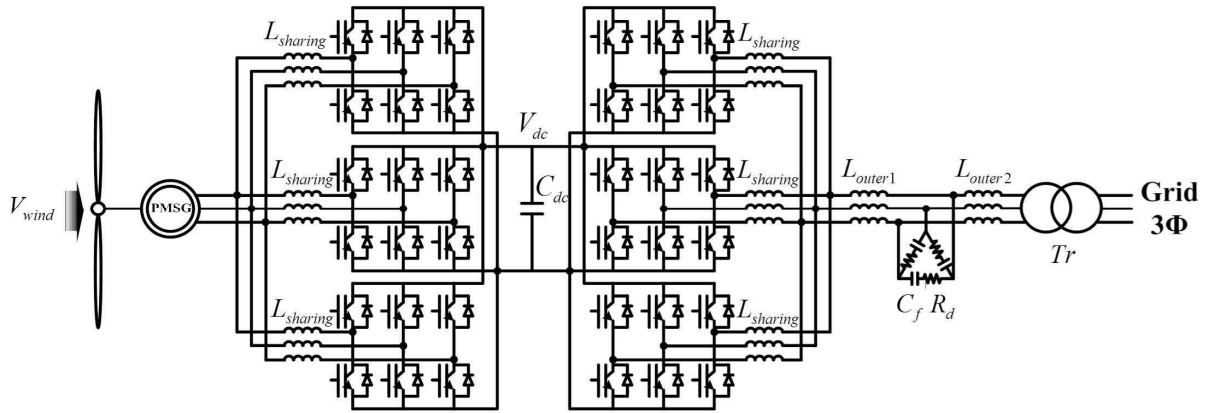 L_sharing
L_sharing
V_dc
L_sharing
C_dc
L_sharing
L_outer1
L_outer2
V_wind
PMSG
Grid
3Φ
Tr
C_f R_d
L_sharing
L_sharing